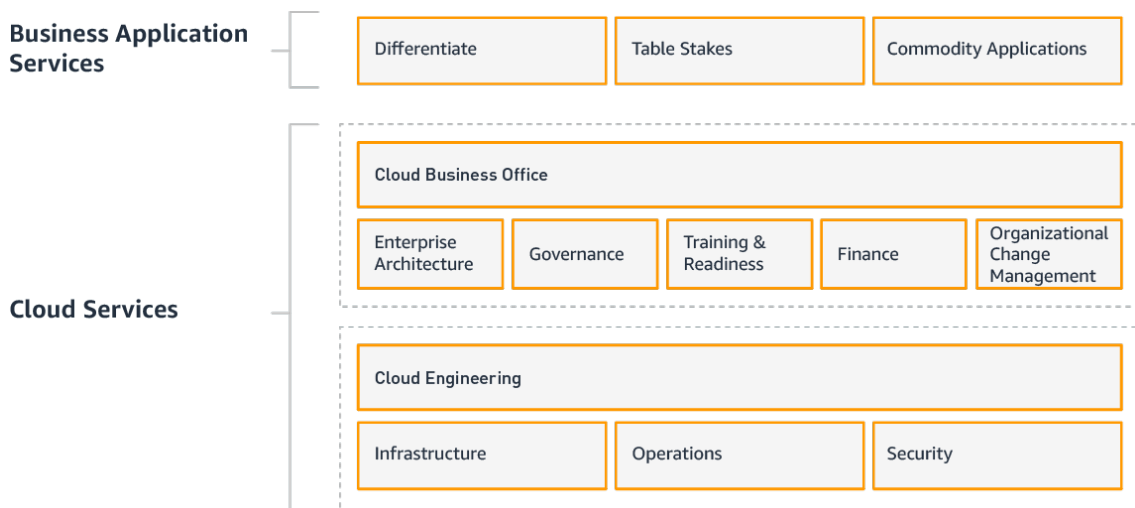 Business Application
Services
Differentiate
Table Stakes
Commodity Applications
Cloud Services
Cloud Business Office
Enterprise
Architecture
Governance
Training &
Readiness
Finance
Organizational
Change
Management
Cloud Engineering
Infrastructure
Operations
Security